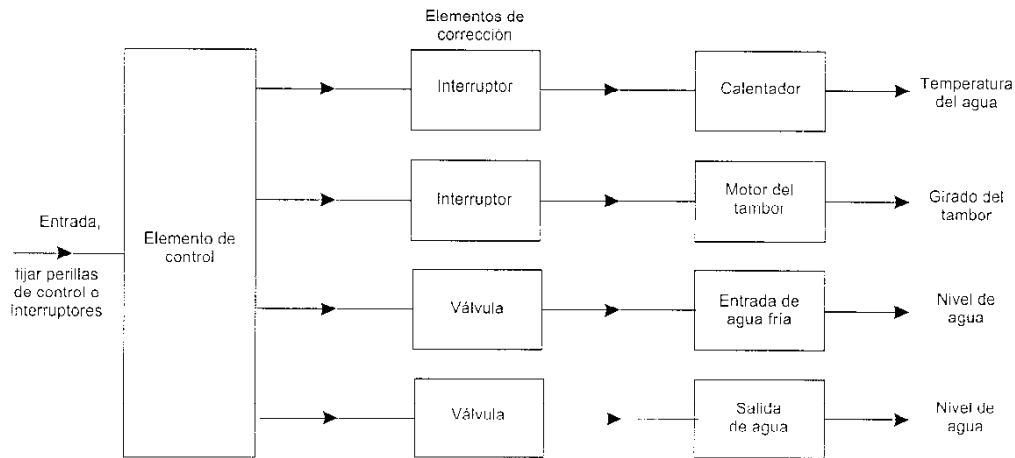 Elementos de
corrección
Interruptor
Calentador
Temperatura
del agua
Interruptor
Motor del
tambor
Girado del
tambor
Entrada,
fijar perillas
de control o
interruptores
Elemento de
control
Válvula
Entrada de
agua fría
Nivel de
agua
Válvula
Salida
de agua
Nivel de
agua